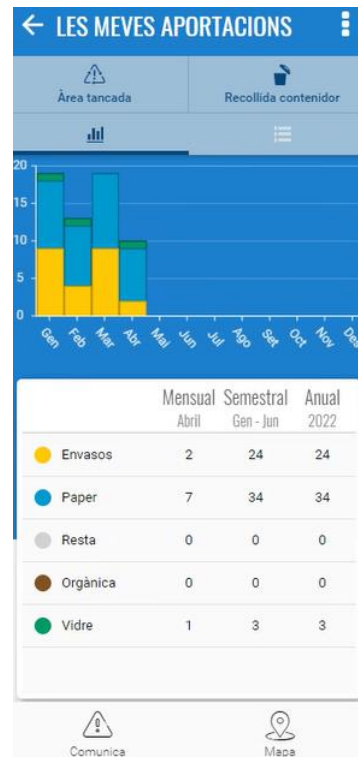 LES MEVES APORTACIONS
Àrea tancada Recollida contenidor
20
15
10
5
0
Gen Feb Mar Abr Mai Jun Jul Ago Set Oct Nov Des
Mensual Semestral Anual
Abril Gen - Jun 2022
Envasos 2 24 24
Paper 7 34 34
Resta 0 0 0
Orgànica 0 0 0
Vidre 1 3 3
Comunica Mapa